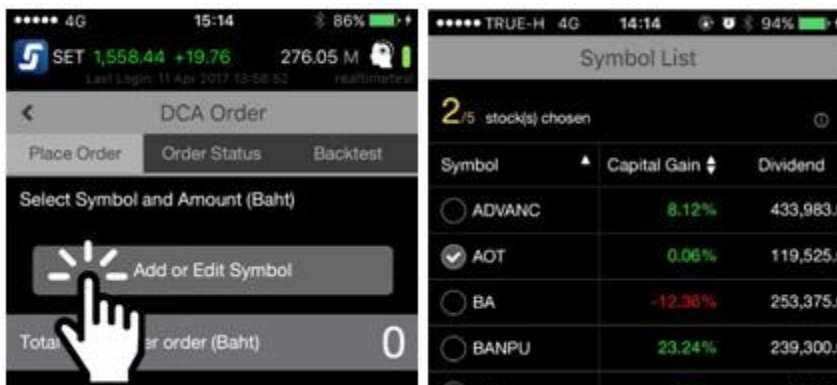 4G 15:14 86%
SET 1,558.44 +19.76 276.05 M
Last Login: 11 Apr 2017 13:58:52 realtimetest
DCA Order
Place Order Order Status Backtest
Select Symbol and Amount (Baht)
Add or Edit Symbol
order (Baht) 0
TRUE-H 4G 14:14 94%
Symbol List
2/5 stock(s) chosen
Symbol Capital Gain Dividend
ADVANC 8.12% 433,983.
AOT 0.06% 119,525.
BA -12.36% 253,375.
BANPU 23.24% 239,300.